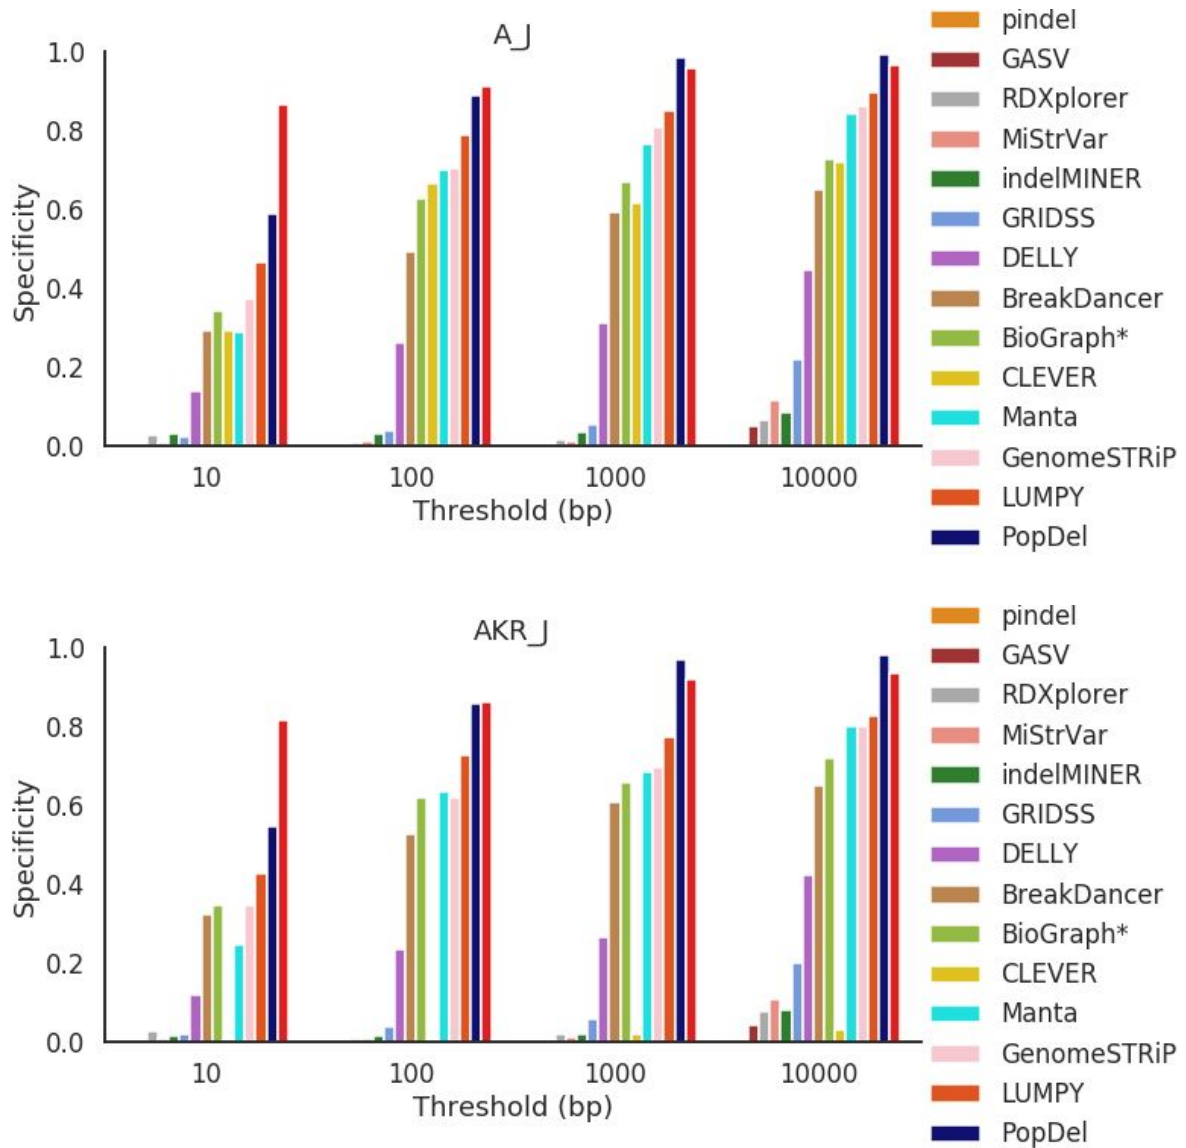 A_J
1.0
0.8
0.6
0.4
0.2
0.0
Specificity
10 100 1000 10000
Threshold (bp)
pindel
GASV
RDXplorer
MiStrVar
indelMINER
GRIDSS
DELLY
BreakDancer
BioGraph*
CLEVER
Manta
GenomeSTRiP
LUMPY
PopDel
AKR_J
1.0
0.8
0.6
0.4
0.2
0.0
Specificity
10 100 1000 10000
Threshold (bp)
pindel
GASV
RDXplorer
MiStrVar
indelMINER
GRIDSS
DELLY
BreakDancer
BioGraph*
CLEVER
Manta
GenomeSTRiP
LUMPY
PopDel